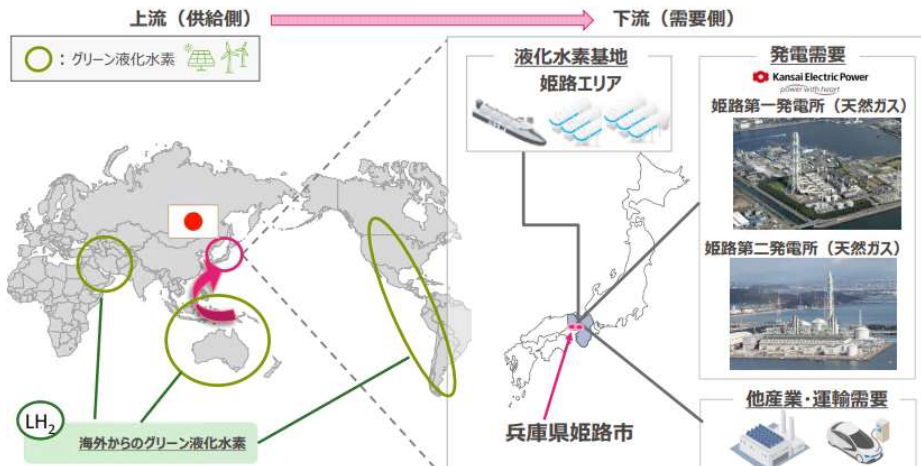 上流（供給側）
下流（需要側）
：グリーン液化水素
液化水素基地
姫路エリア
発電需要
Kansai Electric Power
power with heart
姫路第一発電所（天然ガス）
姫路第二発電所（天然ガス）
LH₂
海外からのグリーン液化水素
兵庫県姫路市
他産業・運輸需要